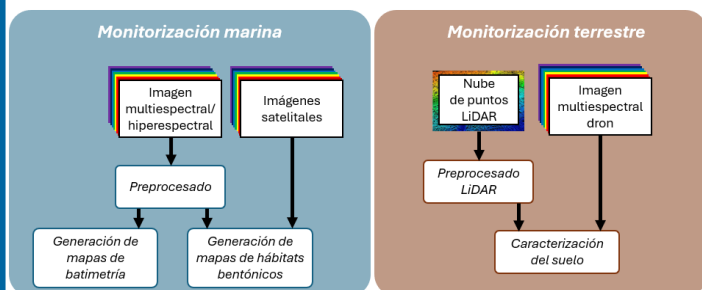 Monitorización marina
Imagen
multiespectral/
hiperespectral
Imágenes
satelitales
Preprocesado
Generación de
mapas de
batimetría
Generación de
mapas de hábitats
bentónicos
Monitorización terrestre
Nube
de puntos
LiDAR
Imagen
multiespectral
dron
Preprocesado
LiDAR
Caracterización
del suelo